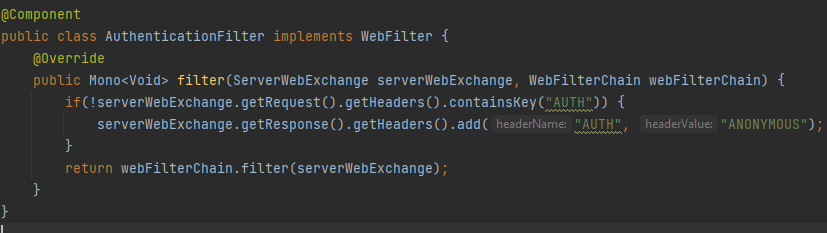 @Component
public class AuthenticationFilter implements WebFilter {
@Override
public Mono<Void> filter(ServerWebExchange serverWebExchange, WebFilterChain webFilterChain) {
if(!serverWebExchange.getRequest().getHeaders().containsKey("AUTH")) {
serverWebExchange.getResponse().getHeaders().add( headerName: "AUTH", headerValue: "ANONYMOUS");
}
return webFilterChain.filter(serverWebExchange);
}
}